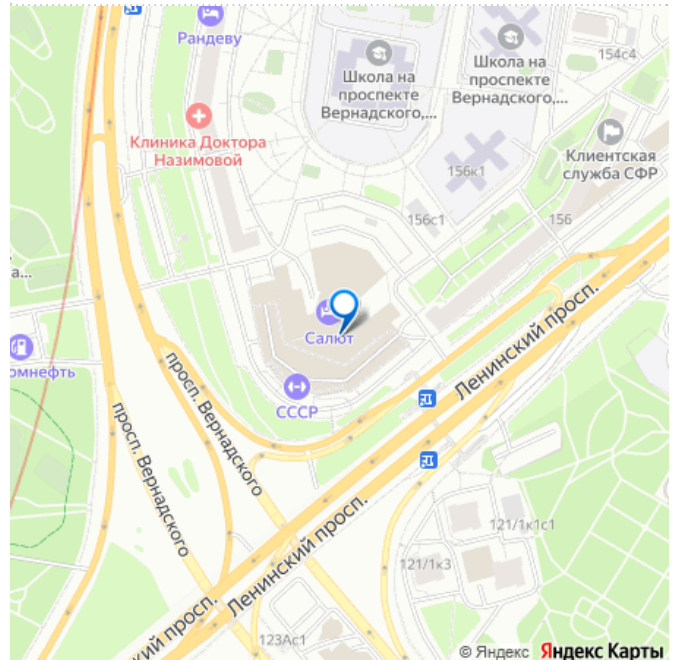 Рандеву
Школа на
проспекте
Вернадского,...
Школа на
проспекте
Вернадского,...
154с4
Клиника Доктора
Назимовой
Клиентская
служба СФР
156к1
156с1
156
а...
Салют
омнефть
СССР
Ленинский просп.
просп. Вернадского
просп. Вернадского
Ленинский просп.
ский просп.
121/1к1с1
121/1к3
123Ас1
© Яндекс Яндекс Карты